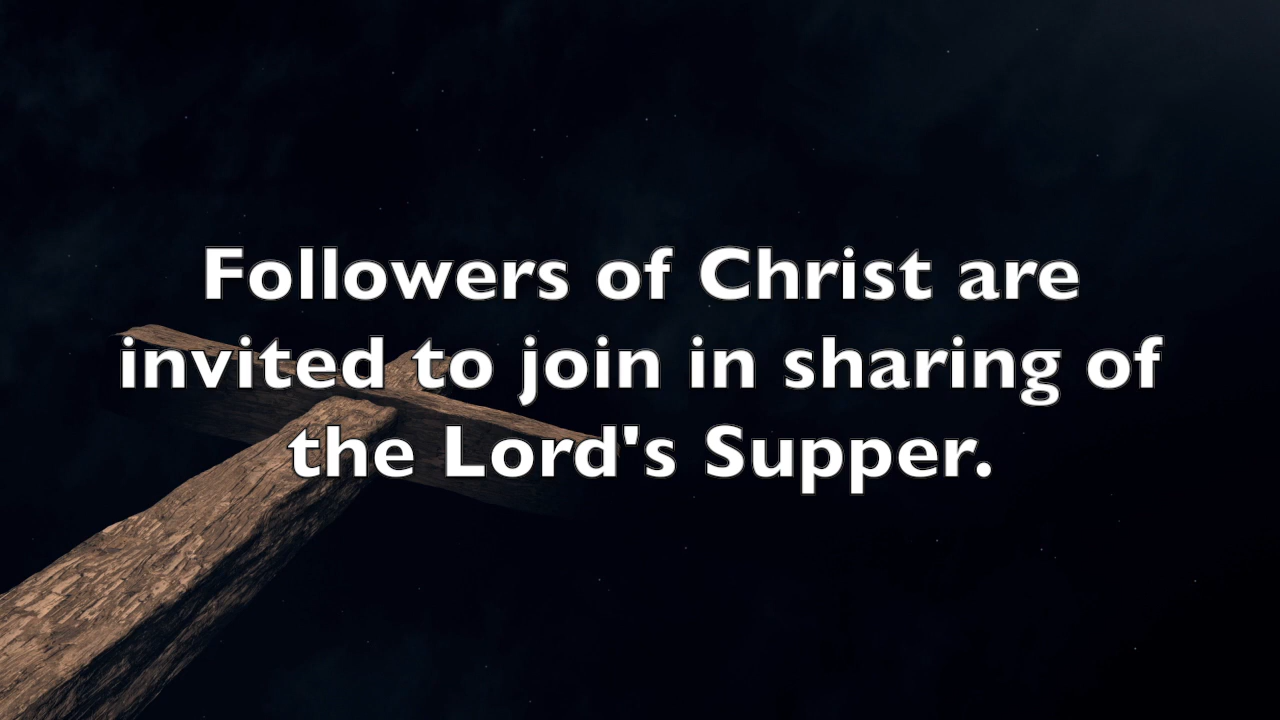 Followers of Christ are
invited to join in sharing of
the Lord's Supper.